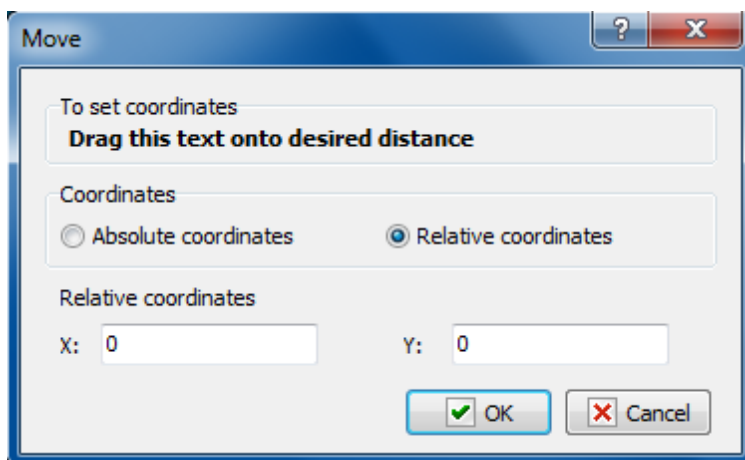 Move
?
To set coordinates
Drag this text onto desired distance
Coordinates
Absolute coordinates Relative coordinates
Relative coordinates
X: 0 Y: 0
OK Cancel